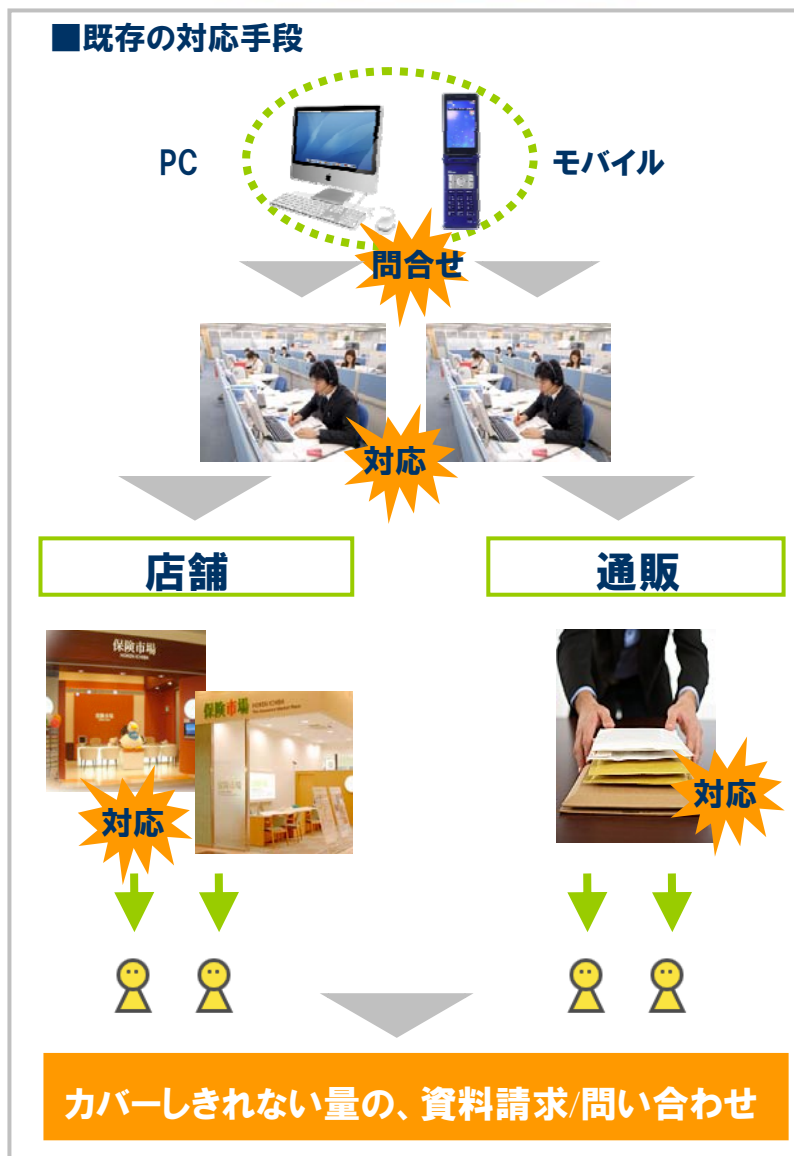 ■既存の対応手段
PC
モバイル
問合せ
対応
店舗
通販
保険市場
HOKEN ICHIBA
保険市場
対応
対応
カバーしきれない量の、資料請求/問い合わせ